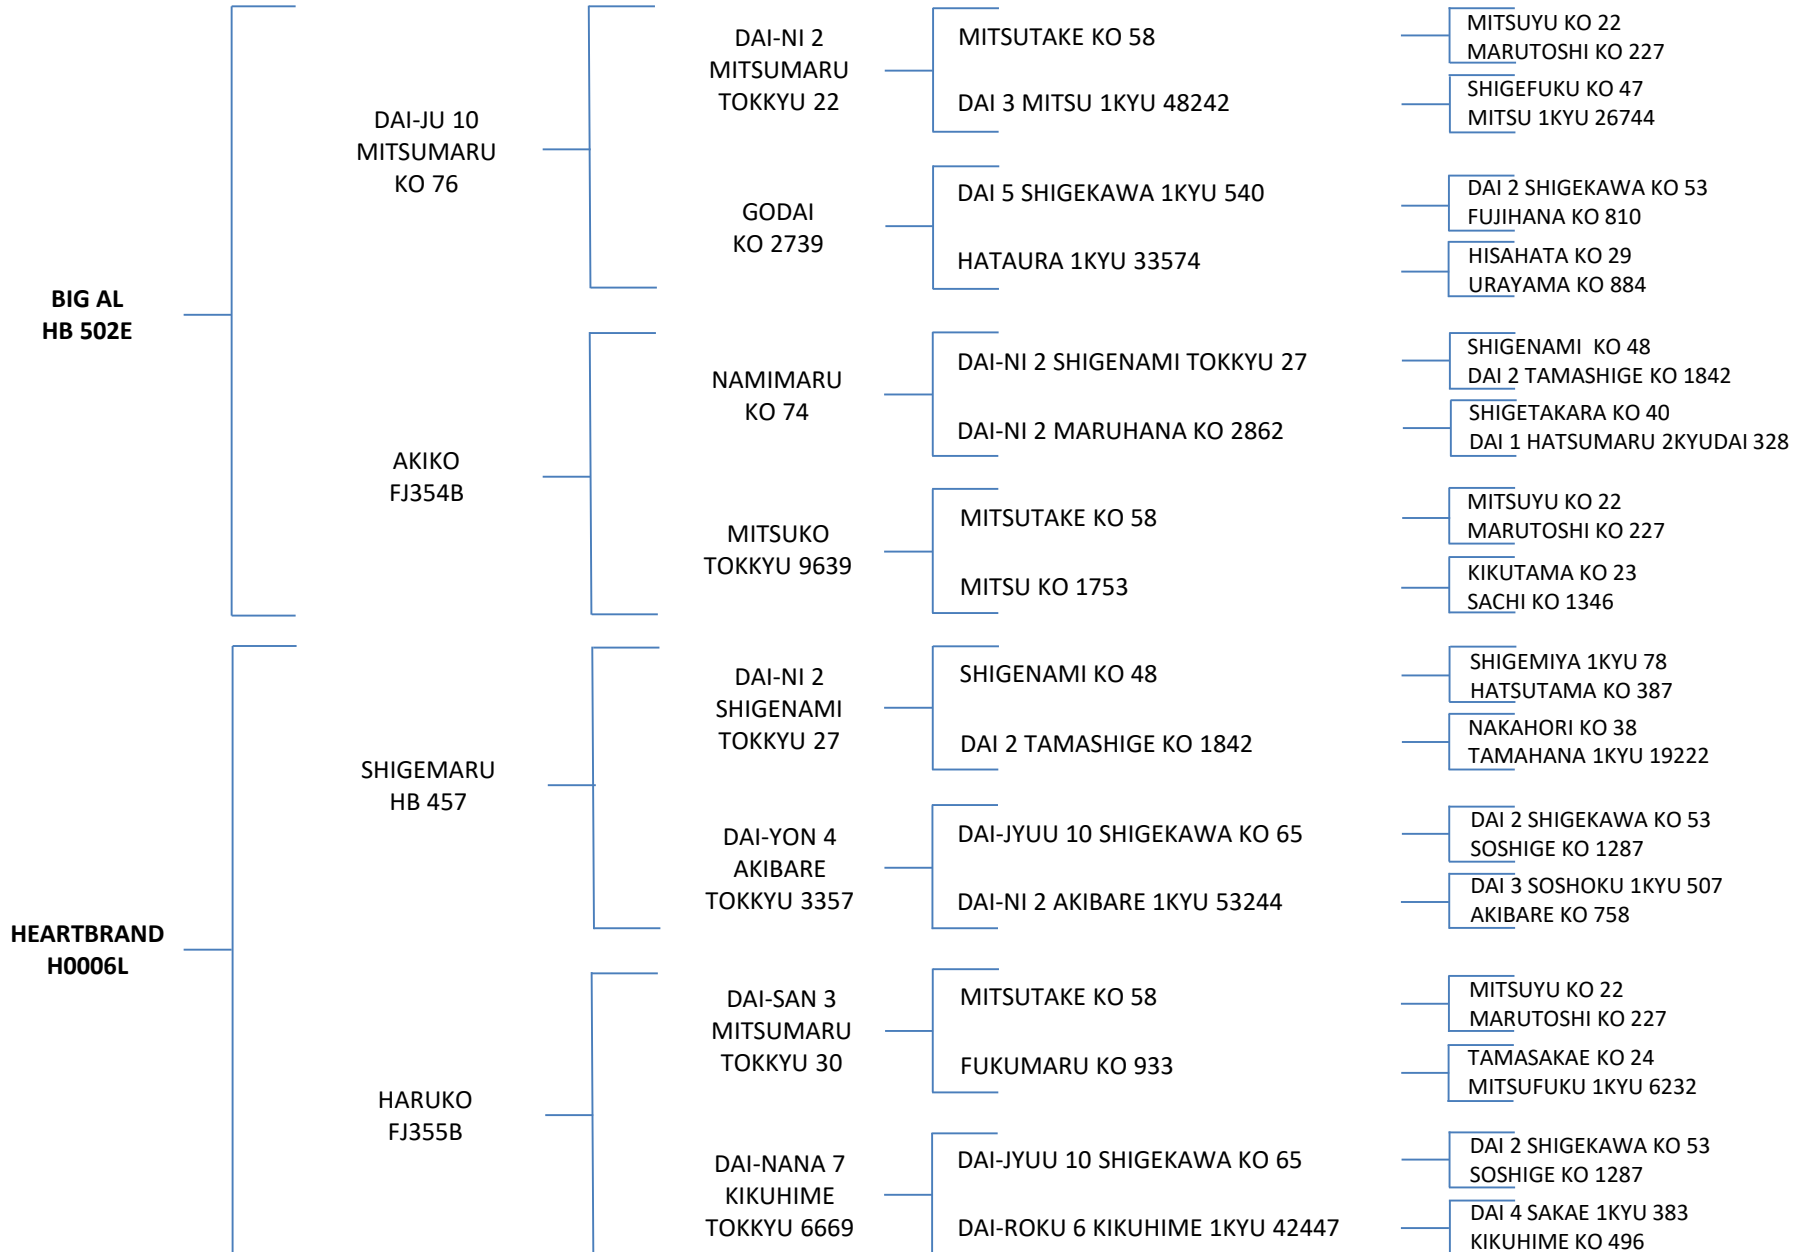 BIG AL
HB 502E
DAI-JU 10
MITSUMARU
KO 76
DAI-NI 2
MITSUMARU
TOKKYU 22
MITSUTAKE KO 58
MITSUYU KO 22
MARUTOSHI KO 227
DAI 3 MITSU 1KYU 48242
SHIGEFUKU KO 47
MITSU 1KYU 26744
GODAI
KO 2739
DAI 5 SHIGEKAWA 1KYU 540
DAI 2 SHIGEKAWA KO 53
FUJIHANA KO 810
HATAURA 1KYU 33574
HISAHATA KO 29
URAYAMA KO 884
AKIKO
FJ354B
NAMIMARU
KO 74
DAI-NI 2 SHIGENAMI TOKKYU 27
SHIGENAMI  KO 48
DAI 2 TAMASHIGE KO 1842
DAI-NI 2 MARUHANA KO 2862
SHIGETAKARA KO 40
DAI 1 HATSUMARU 2KYUDAI 328
MITSUKO
TOKKYU 9639
MITSUTAKE KO 58
MITSUYU KO 22
MARUTOSHI KO 227
MITSU KO 1753
KIKUTAMA KO 23
SACHI KO 1346
HEARTBRAND
H0006L
SHIGEMARU
HB 457
DAI-NI 2
SHIGENAMI
TOKKYU 27
SHIGENAMI KO 48
SHIGEMIYA 1KYU 78
HATSUTAMA KO 387
DAI 2 TAMASHIGE KO 1842
NAKAHORI KO 38
TAMAHANA 1KYU 19222
DAI-YON 4
AKIBARE
TOKKYU 3357
DAI-JYUU 10 SHIGEKAWA KO 65
DAI 2 SHIGEKAWA KO 53
SOSHIGE KO 1287
DAI-NI 2 AKIBARE 1KYU 53244
DAI 3 SOSHOKU 1KYU 507
AKIBARE KO 758
HARUKO
FJ355B
DAI-SAN 3
MITSUMARU
TOKKYU 30
MITSUTAKE KO 58
MITSUYU KO 22
MARUTOSHI KO 227
FUKUMARU KO 933
TAMASAKAE KO 24
MITSUFUKU 1KYU 6232
DAI-NANA 7
KIKUHIME
TOKKYU 6669
DAI-JYUU 10 SHIGEKAWA KO 65
DAI 2 SHIGEKAWA KO 53
SOSHIGE KO 1287
DAI-ROKU 6 KIKUHIME 1KYU 42447
DAI 4 SAKAE 1KYU 383
KIKUHIME KO 496